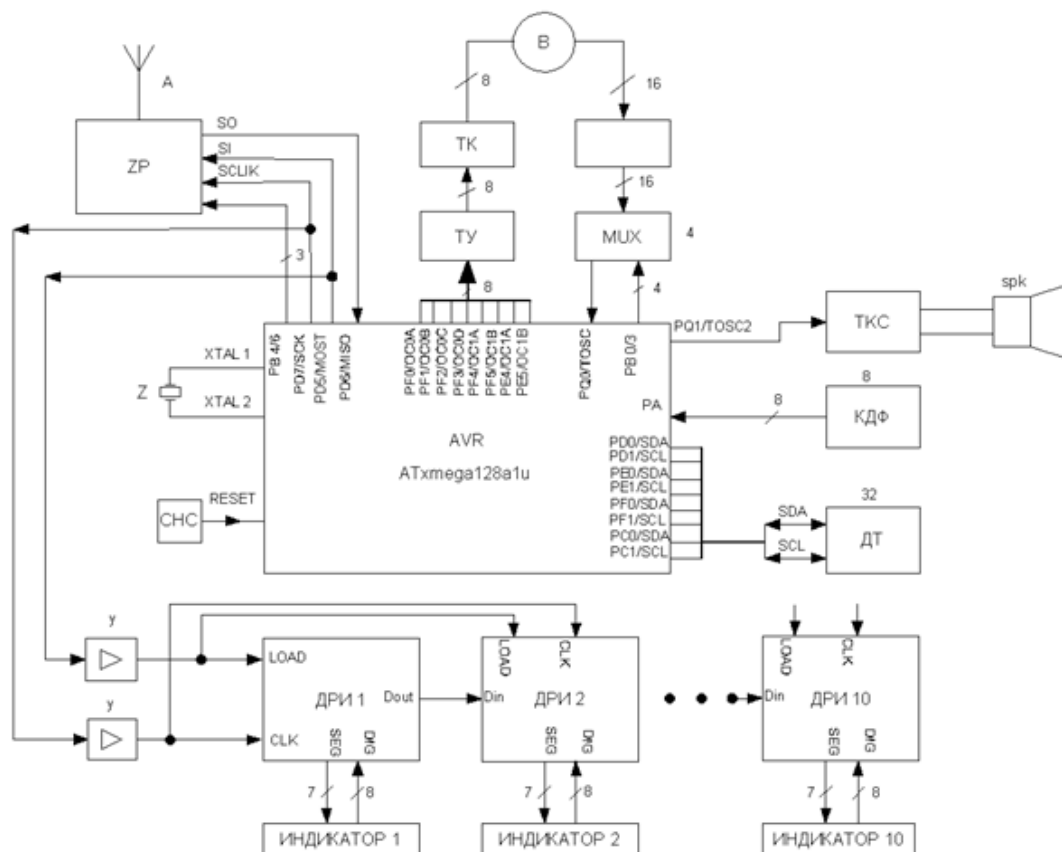 B
8
16
A
SO
ZP
SI
SCLIK
3
TK
8
ТУ
8
16
MUX
4
4
spk
PQ1/TOSC2
ТКС
8
8
КДФ
PA
XTAL 1
Z
XTAL 2
PB4/6
PD7/SCK
PD5/MOST
PD6/MISO
PF0/OC0A
PF1/OC0B
PF2/OC0C
PF3/OC0D
PF4/OC1A
PF5/OC1B
PE4/OC1A
PE5/OC1B
PQ0/TOSC
PB0/3
AVR
ATxmega128a1u
RESET
СНС
PD0/SDA
PD1/SCL
PE0/SDA
PE1/SCL
PF0/SDA
PF1/SCL
PC0/SDA
PC1/SCL
SDA
SCL
32
ДТ
y
y
LOAD
ДРИ 1
Dout
CLK
SEG
DIG
7
8
ИНДИКАТОР 1
LOAD
CLK
Din
ДРИ 2
SEG
DIG
7
8
ИНДИКАТОР 2
LOAD
CLK
Din
ДРИ 10
SEG
DIG
7
8
ИНДИКАТОР 10